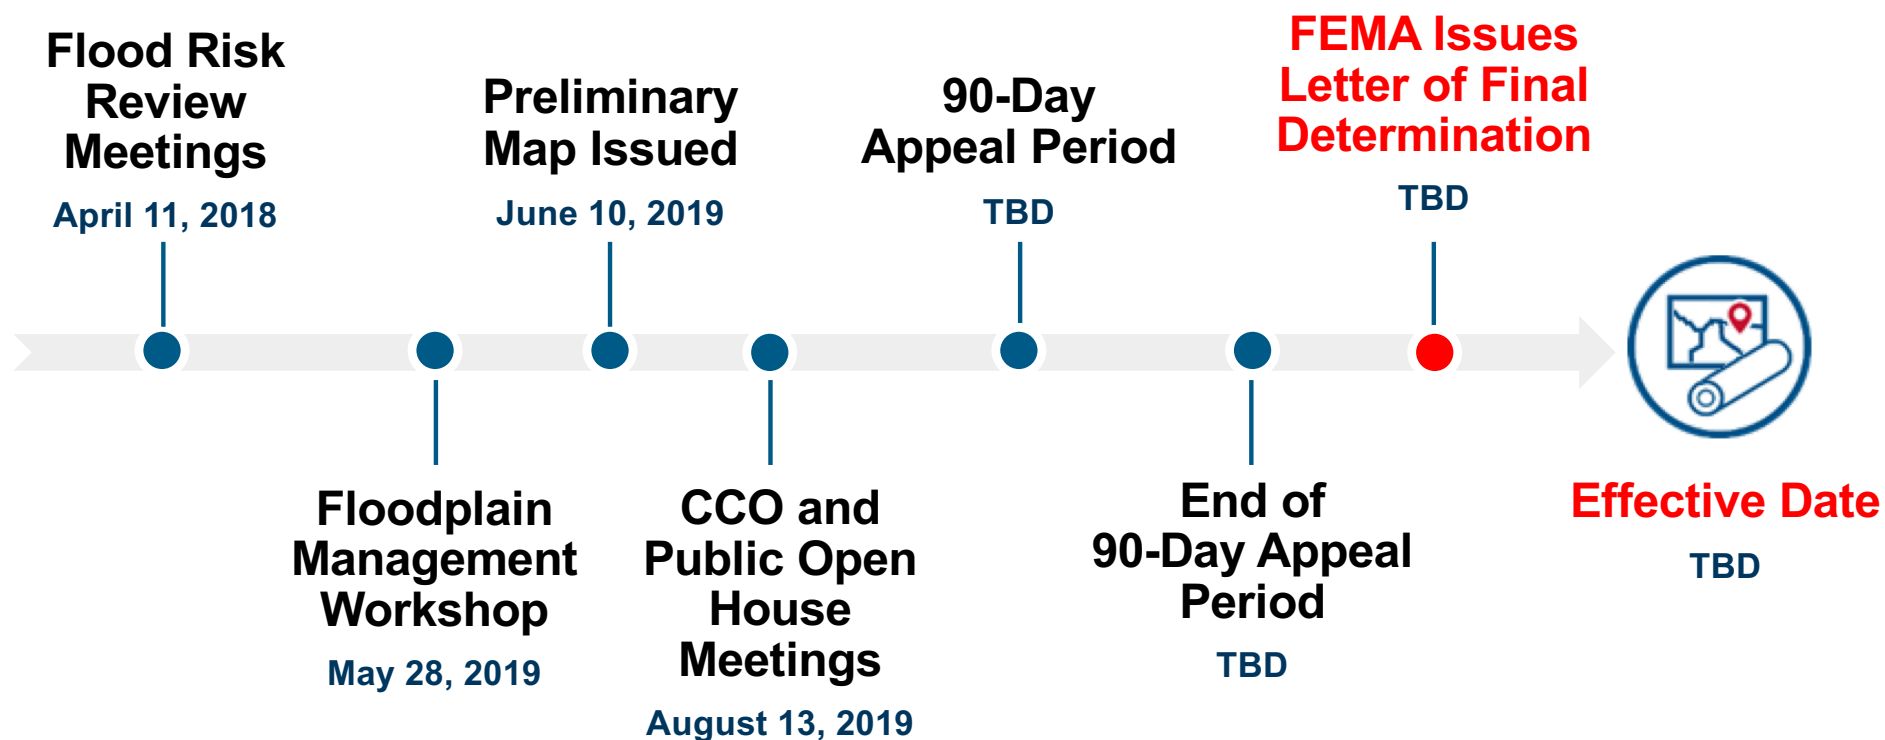 Flood Risk
Review
Meetings
April 11, 2018
Floodplain
Management
Workshop
May 28, 2019
Preliminary
Map Issued
June 10, 2019
CCO and
Public Open
House
Meetings
August 13, 2019
90-Day
Appeal Period
TBD
End of
90-Day Appeal
Period
TBD
FEMA Issues
Letter of Final
Determination
TBD
Effective Date
TBD